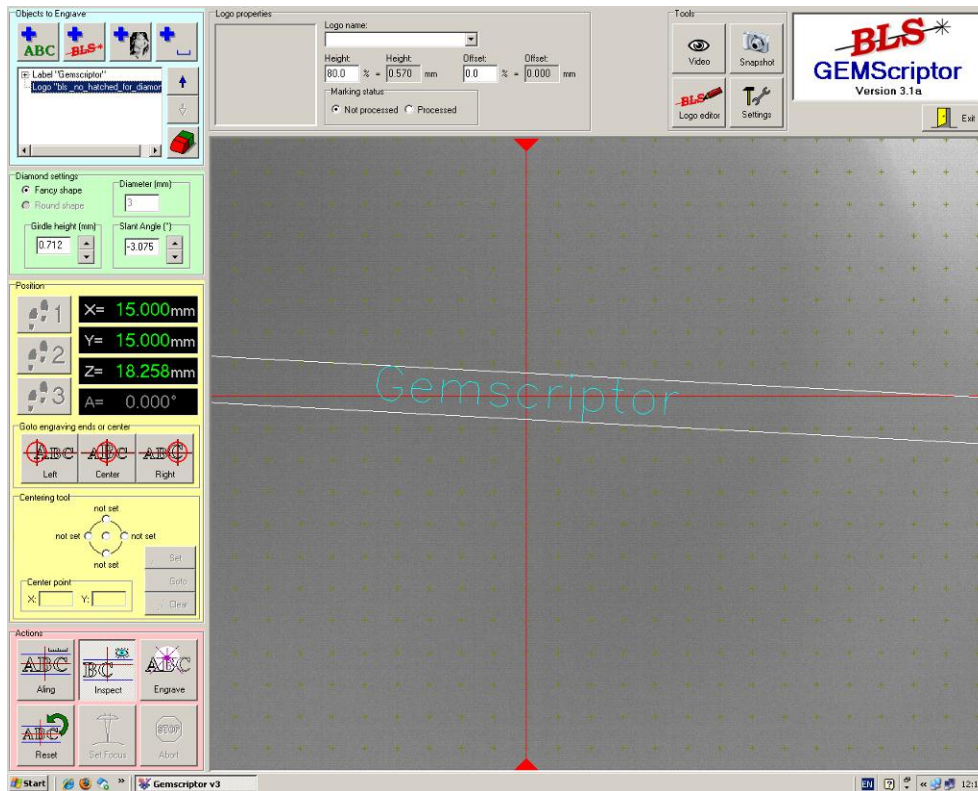 Objects to Engrave
ABC
BLS
Label "Gemscriptor"
Logo "bls_no_hatched_for_diamor
Logo properties
Logo name:
Height:
Height:
Offset:
Offset:
80.0 % = 0.570 mm
0.0 % = 0.000 mm
Marking status
Not processed
Processed
Tools
Video
Snapshot
BLS
Logo editor
Settings
BLS
GEMScriptor
Version 3.1a
Exit
Diamond settings
Fancy shape
Round shape
Diameter (mm)
3
Girdle height (mm)
0.712
Slant Angle (°)
-3.075
Position
1
X= 15.000mm
Y= 15.000mm
2
Z= 18.258mm
3
A= 0.000°
Goto engraving ends or center
ABC
ABC
ABC
Left
Center
Right
Centering tool
not set
not set
not set
not set
Set
Goto
Clear
Center point
X:
Y:
Gemscriptor
Actions
ABC
BC
ABC
Aling
Inspect
Engrave
ABC
STOP
Reset
Set Focus
Abort
Start
Gemscriptor v3
EN